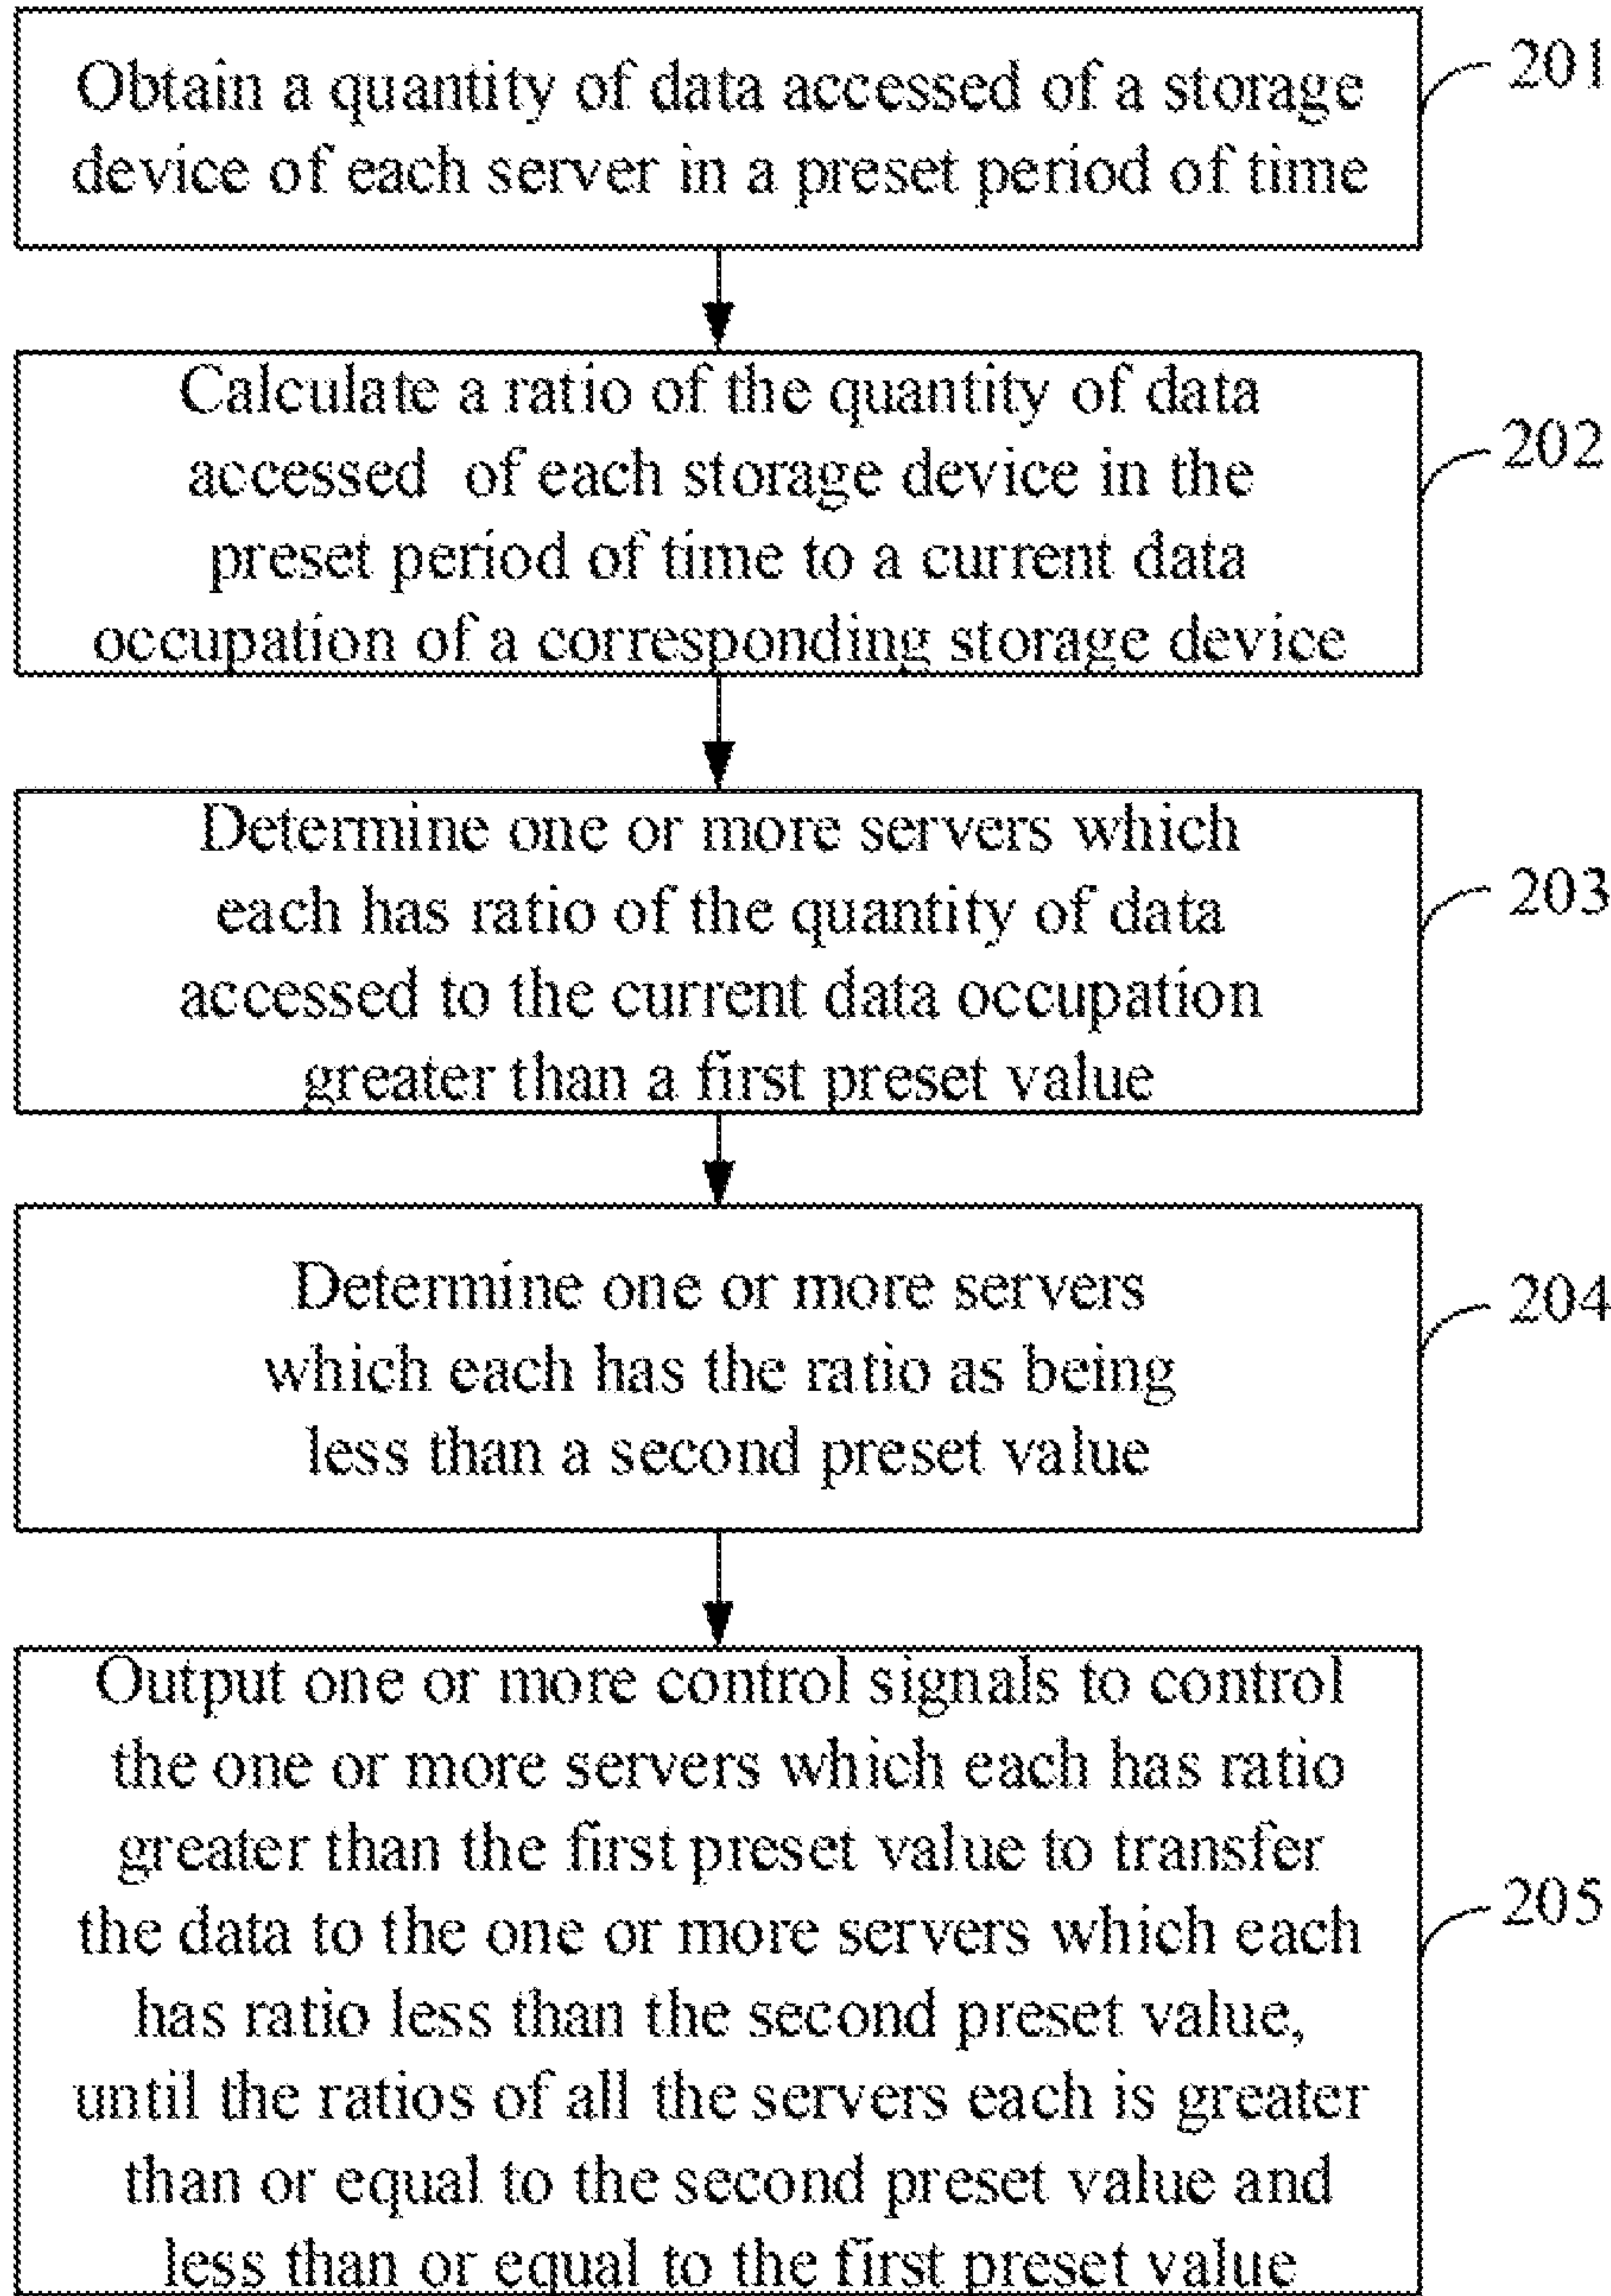 Obtain a quantity of data accessed of a storage
device of each server in a preset period of time
201
Calculate a ratio of the quantity of data
accessed of each storage device in the
preset period of time to a current data
occupation of a corresponding storage device
202
Determine one or more servers which
each has ratio of the quantity of data
accessed to the current data occupation
greater than a first preset value
203
Determine one or more servers
which each has the ratio as being
less than a second preset value
204
Output one or more control signals to control
the one or more servers which each has ratio
greater than the first preset value to transfer
the data to the one or more servers which each
has ratio less than the second preset value,
until the ratios of all the servers each is greater
than or equal to the second preset value and
less than or equal to the first preset value
205